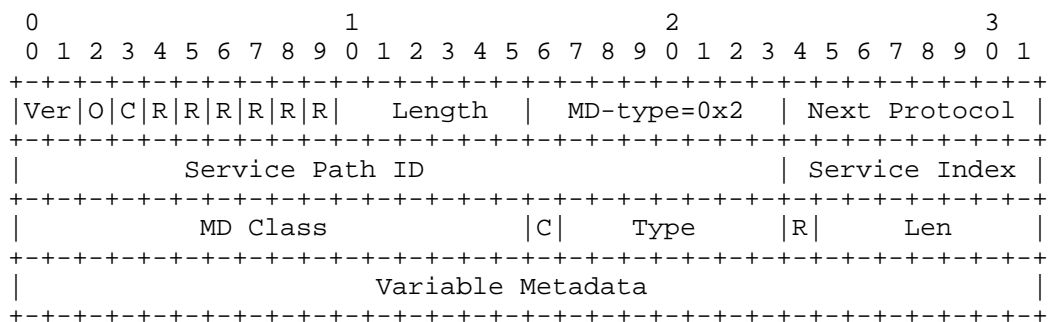 0                   1                   2                   3
0 1 2 3 4 5 6 7 8 9 0 1 2 3 4 5 6 7 8 9 0 1 2 3 4 5 6 7 8 9 0 1
+-+-+-+-+-+-+-+-+-+-+-+-+-+-+-+-+-+-+-+-+-+-+-+-+-+-+-+-+-+-+-+-+
|Ver|O|C|R|R|R|R|R|R|   Length  |  MD-type=0x2  | Next Protocol |
+-+-+-+-+-+-+-+-+-+-+-+-+-+-+-+-+-+-+-+-+-+-+-+-+-+-+-+-+-+-+-+-+
|          Service Path ID                      | Service Index |
+-+-+-+-+-+-+-+-+-+-+-+-+-+-+-+-+-+-+-+-+-+-+-+-+-+-+-+-+-+-+-+-+
|           MD Class            |C|    Type     |R|     Len     |
+-+-+-+-+-+-+-+-+-+-+-+-+-+-+-+-+-+-+-+-+-+-+-+-+-+-+-+-+-+-+-+-+
|                      Variable Metadata                        |
+-+-+-+-+-+-+-+-+-+-+-+-+-+-+-+-+-+-+-+-+-+-+-+-+-+-+-+-+-+-+-+-+